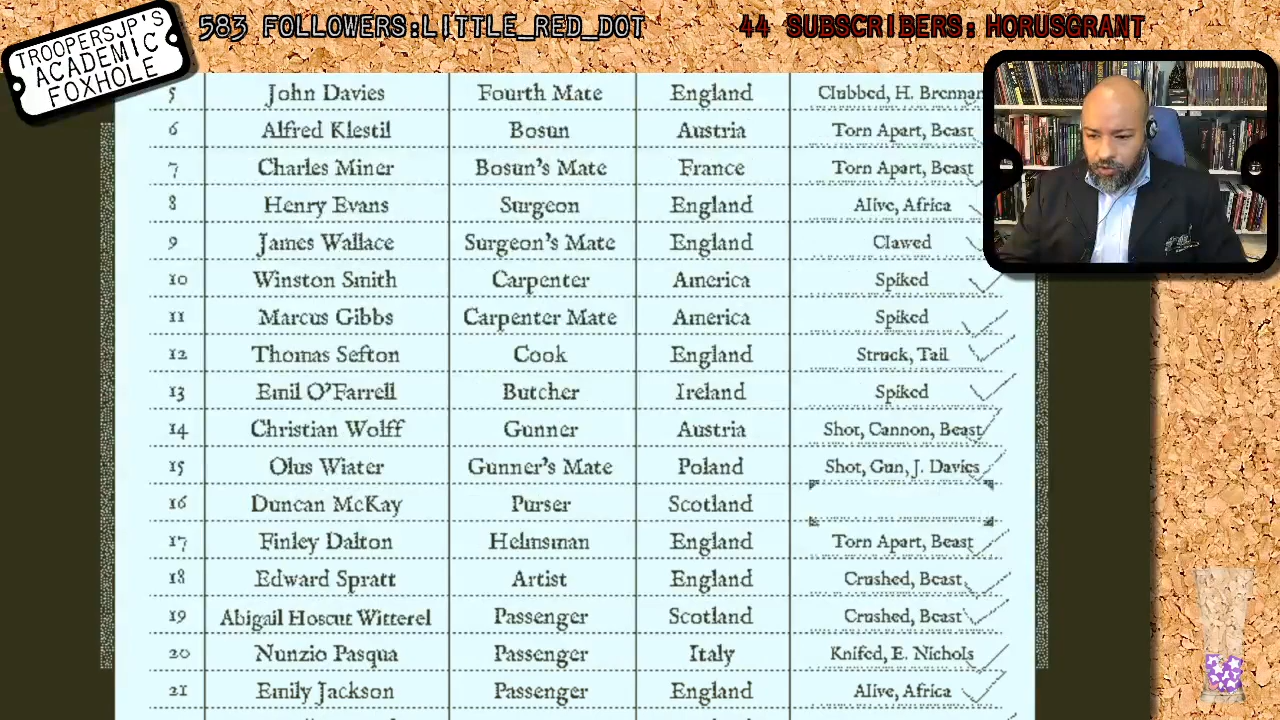 TROOPERSJP'S
ACADEMIC
FOXHOLE
583 FOLLOWERS:LITTLE_RED_DOT
44 SUBSCRIBERS: HORUSGRANT
5 John Davies Fourth Mate England Clubbed, H. Brennan
6 Alfred Klestil Bosun Austria Torn Apart, Beast
7 Charles Miner Bosun's Mate France Torn Apart, Beast
8 Henry Evans Surgeon England Alive, Africa
9 James Wallace Surgeon's Mate England Clawed
10 Winston Smith Carpenter America Spiked
11 Marcus Gibbs Carpenter Mate America Spiked
12 Thomas Sefton Cook England Struck, Tail
13 Emil O'Farrell Butcher Ireland Spiked
14 Christian Wolff Gunner Austria Shot, Cannon, Beast
15 Olus Wiater Gunner's Mate Poland Shot, Gun, J. Davies
16 Duncan McKay Purser Scotland
17 Finley Dalton Helmsman England Torn Apart, Beast
18 Edward Spratt Artist England Crushed, Beast
19 Abigail Hoscut Witterel Passenger Scotland Crushed, Beast
20 Nunzio Pasqua Passenger Italy Knifed, E. Nichols
21 Emily Jackson Passenger England Alive, Africa